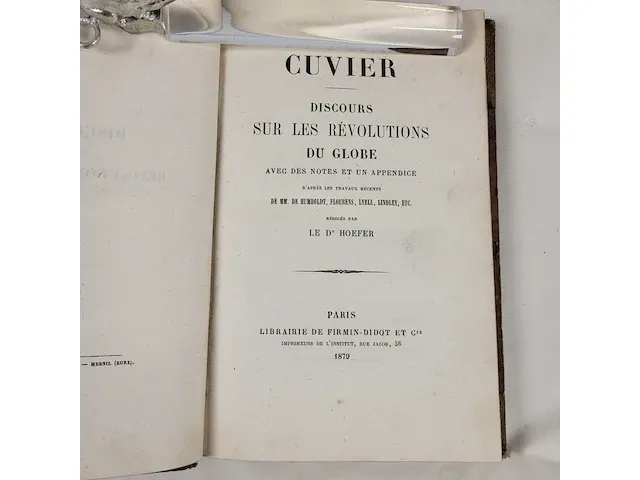 — MESNIL (EURE).
CUVIER
DISCOURS
SUR LES RÉVOLUTIONS
DU GLOBE
AVEC DES NOTES ET UN APPENDICE
D'APRÈS LES TRAVAUX RÉCENTS
DE MM. DE HUMBOLDT, FLOURENS, LYELL, LINDLEY, ETC.
RÉDIGÉS PAR
LE Dr HOEFER
PARIS
LIBRAIRIE DE FIRMIN-DIDOT ET Cie
IMPRIMEURS DE L'INSTITUT, RUE JACOB, 56
1879